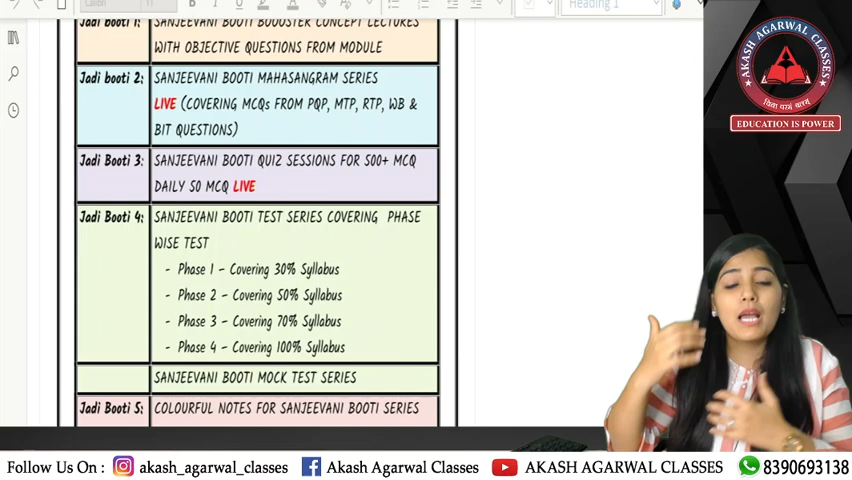 Calibri
11
Heading 1
Jadi booti 1:
SANJEEVANI BOOTI BOOOSTER CONCEPT LECTURES
WITH OBJECTIVE QUESTIONS FROM MODULE
Jadi booti 2:
SANJEEVANI BOOTI MAHASANGRAM SERIES
LIVE (COVERING MCQs FROM PQP, MTP, RTP, WB &
BIT QUESTIONS)
Jadi Booti 3:
SANJEEVANI BOOTI QUIZ SESSIONS FOR 500+ MCQ
DAILY 50 MCQ LIVE
Jadi Booti 4:
SANJEEVANI BOOTI TEST SERIES COVERING PHASE
WISE TEST
- Phase 1 – Covering 30% Syllabus
- Phase 2 – Covering 50% Syllabus
- Phase 3 – Covering 70% Syllabus
- Phase 4 – Covering 100% Syllabus
SANJEEVANI BOOTI MOCK TEST SERIES
Jadi Booti 5:
COLOURFUL NOTES FOR SANJEEVANI BOOTI SERIES
AKASH AGARWAL CLASSES
EDUCATION IS POWER
Follow Us On :
akash_agarwal_classes
Akash Agarwal Classes
AKASH AGARWAL CLASSES
8390693138